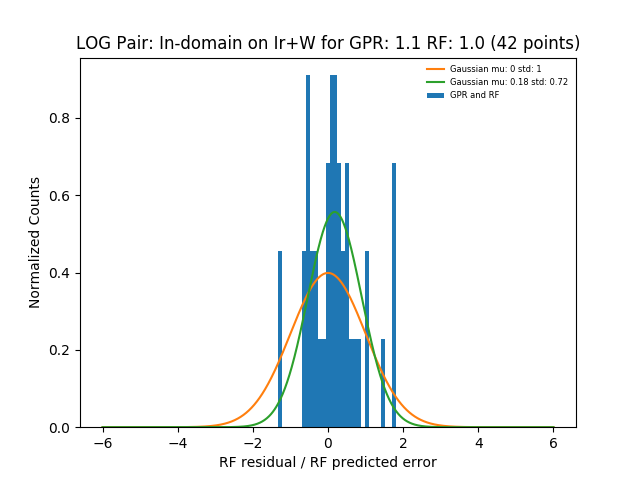 LOG Pair: In-domain on Ir+W for GPR: 1.1 RF: 1.0 (42 points)
Gaussian mu: 0 std: 1
Gaussian mu: 0.18 std: 0.72
GPR and RF
Normalized Counts
0.8
0.6
0.4
0.2
0.0
−6 −4 −2 0 2 4 6
RF residual / RF predicted error